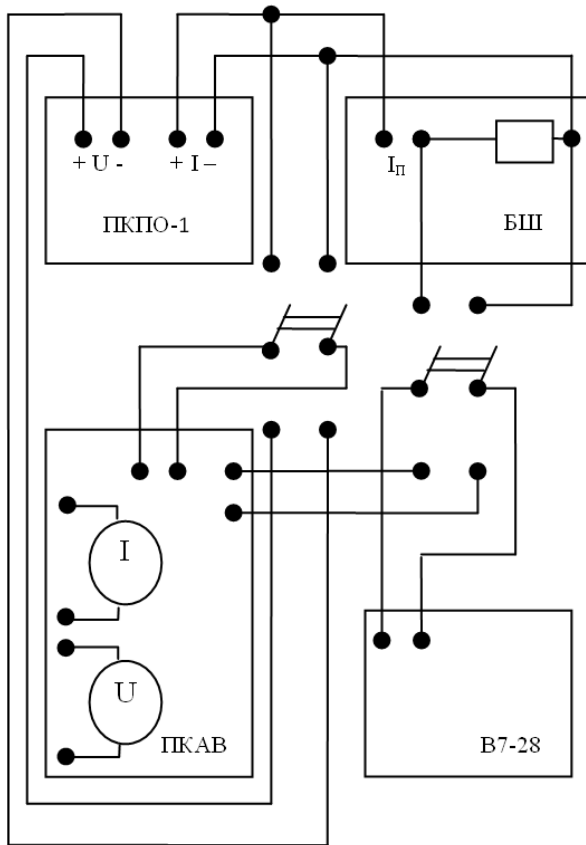 + U - + I –
Iп
ПКПО-1
БШ
I
U
ПКАВ
В7-28